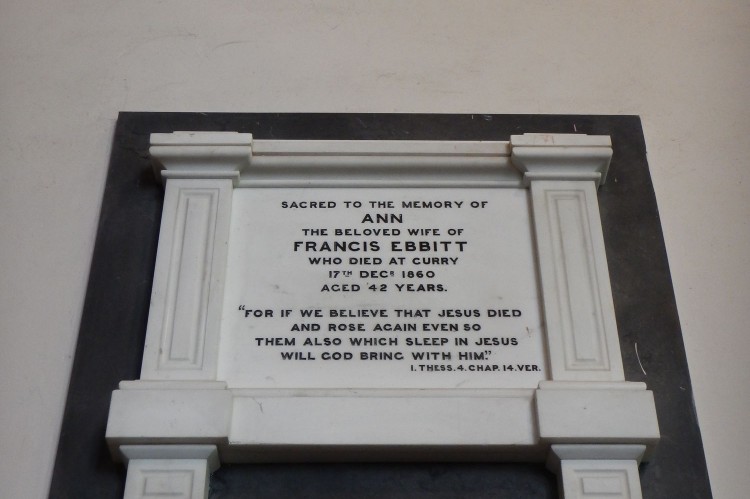 SACRED TO THE MEMORY OF
ANN
THE BELOVED WIFE OF
FRANCIS EBBITT
WHO DIED AT CURRY
17TH DECR 1860
AGED 42 YEARS.
"FOR IF WE BELIEVE THAT JESUS DIED
AND ROSE AGAIN EVEN SO
THEM ALSO WHICH SLEEP IN JESUS
WILL GOD BRING WITH HIM."
1. THESS. 4. CHAP. 14. VER.